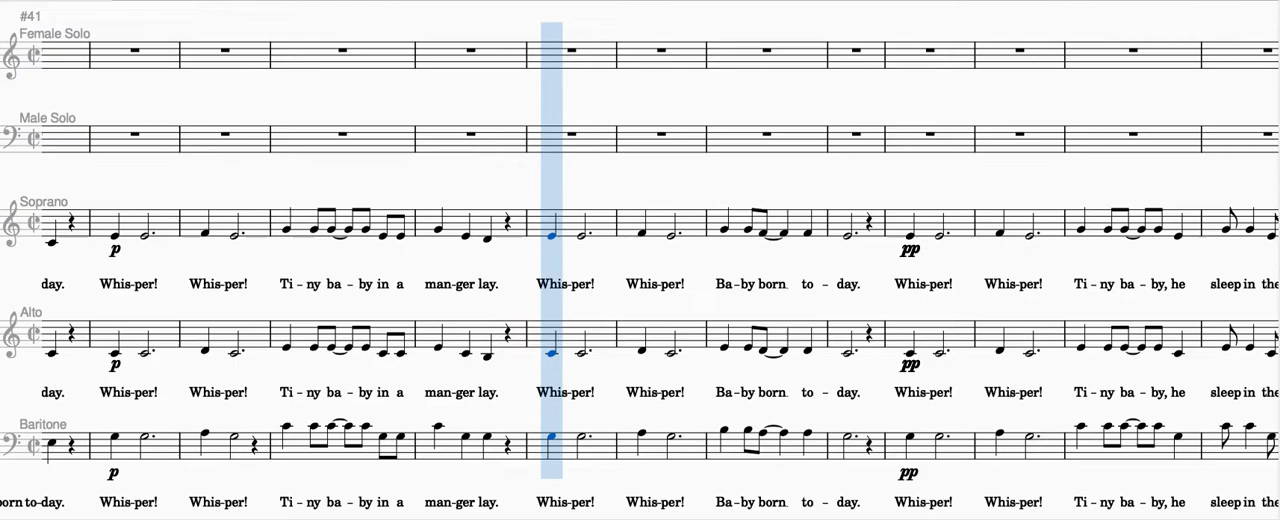 #41
Female Solo
Male Solo
Soprano
p
pp
day. Whis-per! Whis-per! Ti - ny ba - by in a man-ger lay. Whis-per! Whis-per! Ba-by born to - day. Whis-per! Whis-per! Ti - ny ba - by, he sleep in the
Alto
p
pp
day. Whis-per! Whis-per! Ti - ny ba - by in a man-ger lay. Whis-per! Whis-per! Ba-by born to - day. Whis-per! Whis-per! Ti - ny ba - by, he sleep in the
Baritone
p
pp
born to-day. Whis-per! Whis-per! Ti - ny ba - by in a man-ger lay. Whis-per! Whis-per! Ba-by born to - day. Whis-per! Whis-per! Ti - ny ba - by, he sleep in the